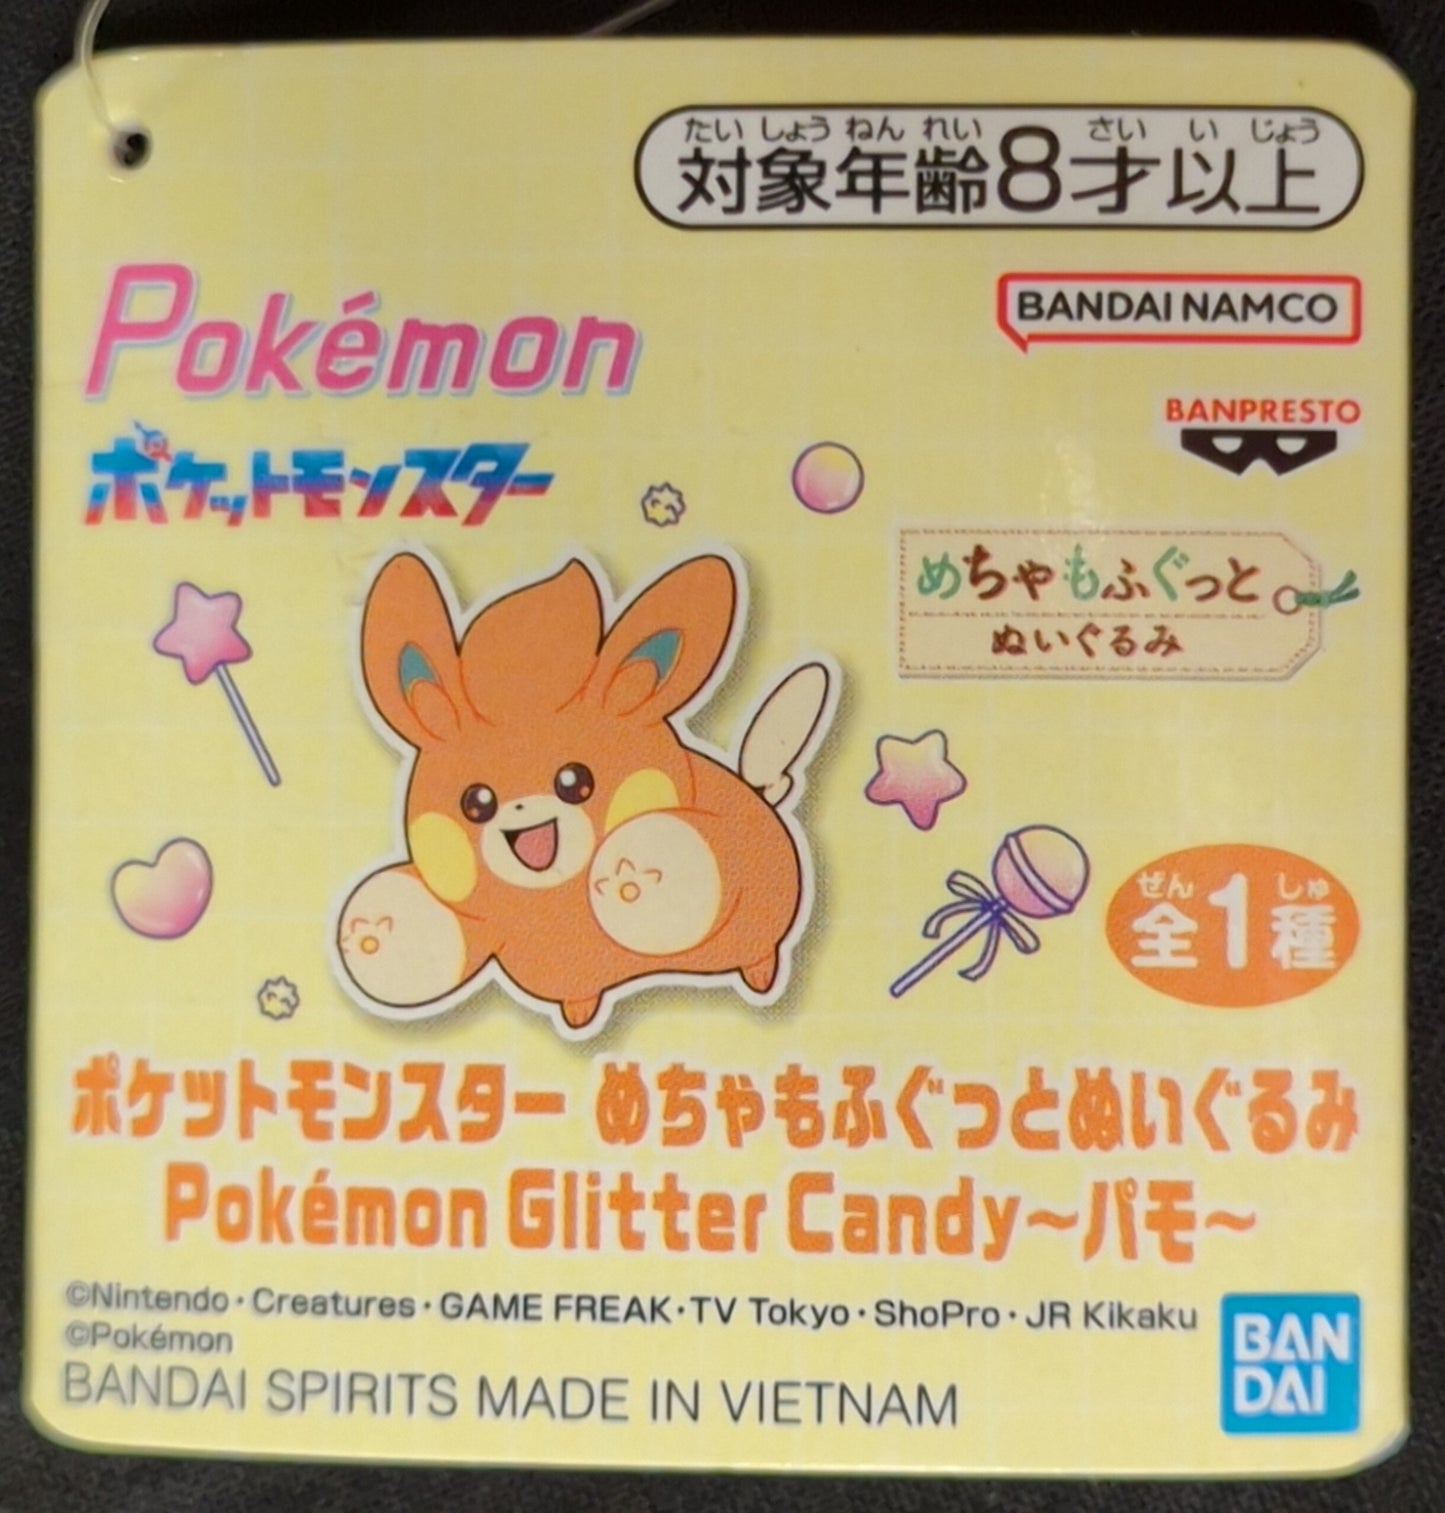 たいしょうねんれい さい いじょう
対象年齢8才以上
Pokémon
BANDAI NAMCO
BANPRESTO
ポケットモンスター
めちゃもふぐっと
ぬいぐるみ
ぜん しゅ
全1種
ポケットモンスター めちゃもふぐっとぬいぐるみ
Pokémon Glitter Candy～パモ～
©Nintendo・Creatures・GAME FREAK・TV Tokyo・ShoPro・JR Kikaku
©Pokémon
BANDAI SPIRITS MADE IN VIETNAM
BAN
DAI